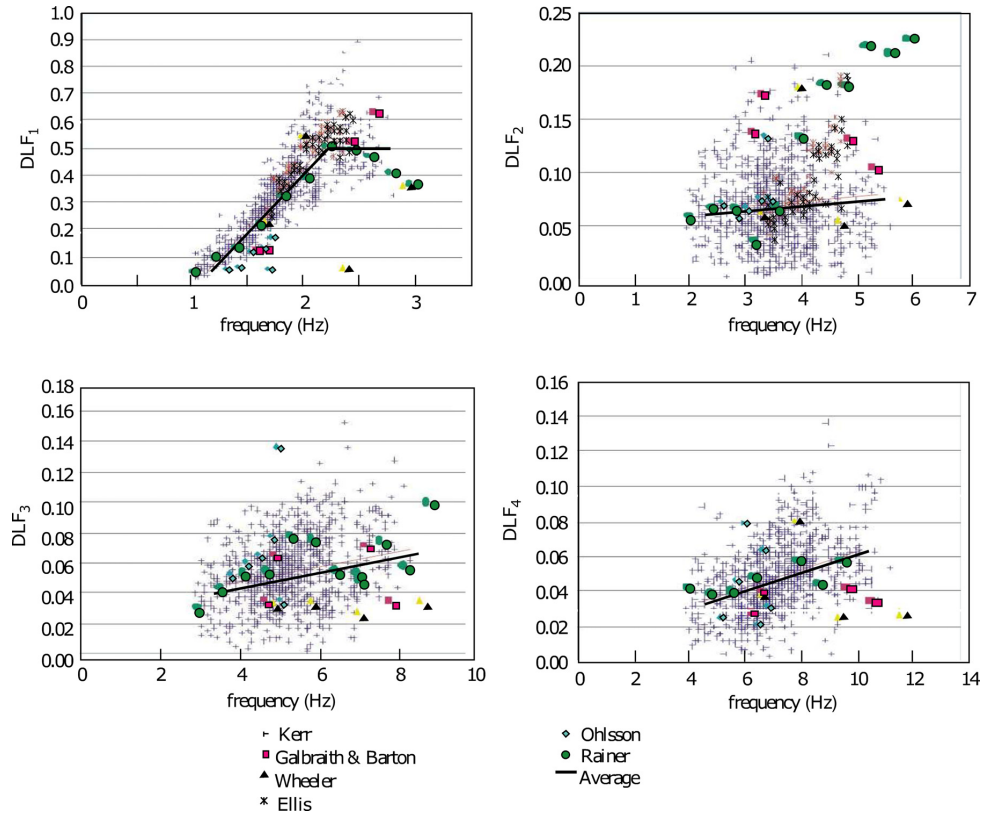 1.0
0.9
0.8
0.7
0.6
0.5
0.4
0.3
0.2
0.1
0.0
DLF1
0 1 2 3
frequency (Hz)
0.25
0.20
0.15
0.10
0.05
0.00
DLF2
0 1 2 3 4 5 6 7
frequency (Hz)
0.18
0.16
0.14
0.12
0.10
0.08
0.06
0.04
0.02
0.00
DLF3
0 2 4 6 8 10
frequency (Hz)
0.16
0.14
0.12
0.10
0.08
0.06
0.04
0.02
0.00
DLF4
0 2 4 6 8 10 12 14
frequency (Hz)
Kerr
Galbraith & Barton
Wheeler
Ellis
Ohlsson
Rainer
Average